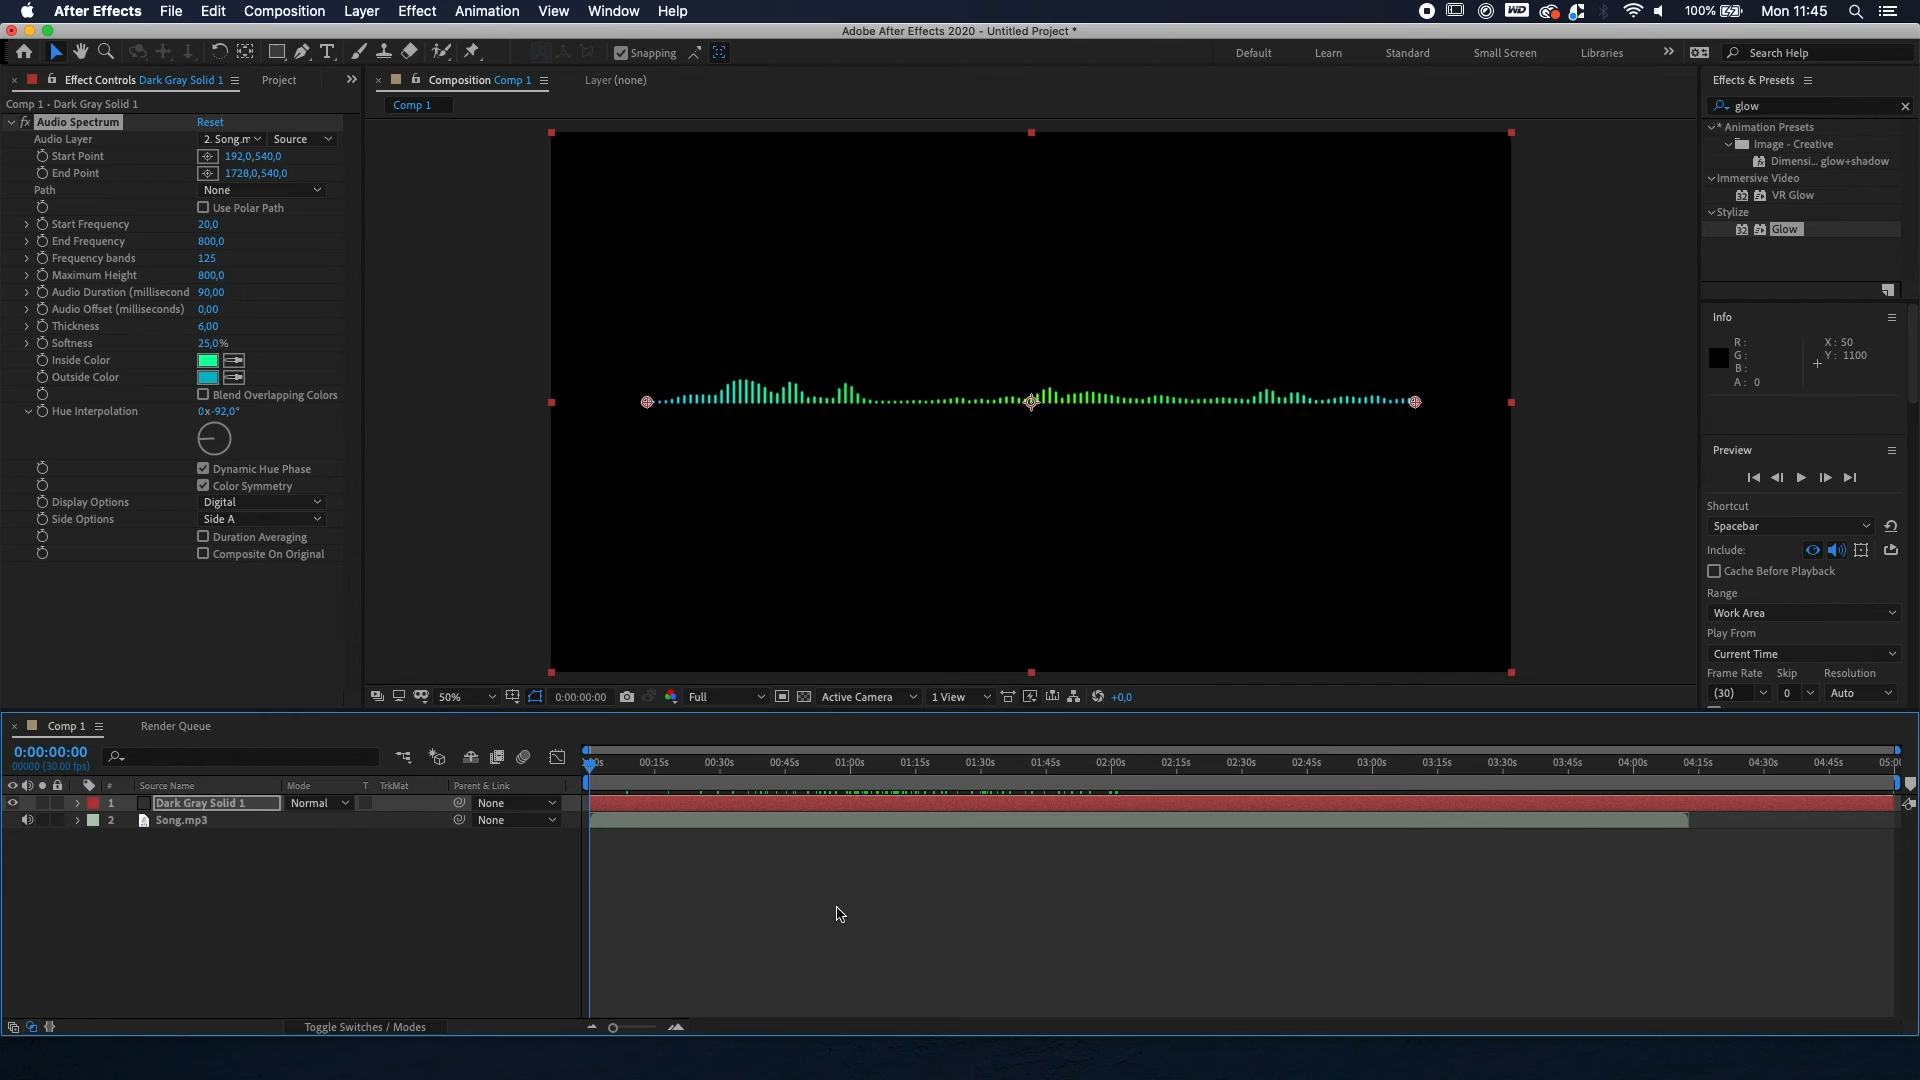 After Effects File Edit Composition Layer Effect Animation View Window Help 100% Mon 11:45
Adobe After Effects 2020 - Untitled Project *
Snapping Default Learn Standard Small Screen Libraries » Search Help
× Effect Controls Dark Gray Solid 1 Project »
Comp 1 • Dark Gray Solid 1
fx Audio Spectrum Reset
Audio Layer 2. Song.m Source
Start Point 192,0,540,0
End Point 1728,0,540,0
Path None
Use Polar Path
Start Frequency 20,0
End Frequency 800,0
Frequency bands 125
Maximum Height 800,0
Audio Duration (millisecond 90,00
Audio Offset (milliseconds) 0,00
Thickness 6,00
Softness 25,0%
Inside Color
Outside Color
Blend Overlapping Colors
Hue Interpolation 0x-92,0°
Dynamic Hue Phase
Color Symmetry
Display Options Digital
Side Options Side A
Duration Averaging
Composite On Original
× Composition Comp 1 Layer (none)
Comp 1
50% 0:00:00:00 Full Active Camera 1 View +0,0
Effects & Presets
glow ×
* Animation Presets
Image - Creative
Dimensi... glow+shadow
Immersive Video
32 VR Glow
Stylize
32 Glow
Info
R : X : 50
G : Y : 1100
B :
A : 0
Preview
Shortcut
Spacebar
Include:
Cache Before Playback
Range
Work Area
Play From
Current Time
Frame Rate Skip Resolution
(30) 0 Auto
× Comp 1 Render Queue
0:00:00:00
00000 (30.00 fps)
00:15s 00:30s 00:45s 01:00s 01:15s 01:30s 01:45s 02:00s 02:15s 02:30s 02:45s 03:00s 03:15s 03:30s 03:45s 04:00s 04:15s 04:30s 04:45s 05:0
# Source Name Mode T TrkMat Parent & Link
1 Dark Gray Solid 1 Normal None
2 Song.mp3 None
Toggle Switches / Modes